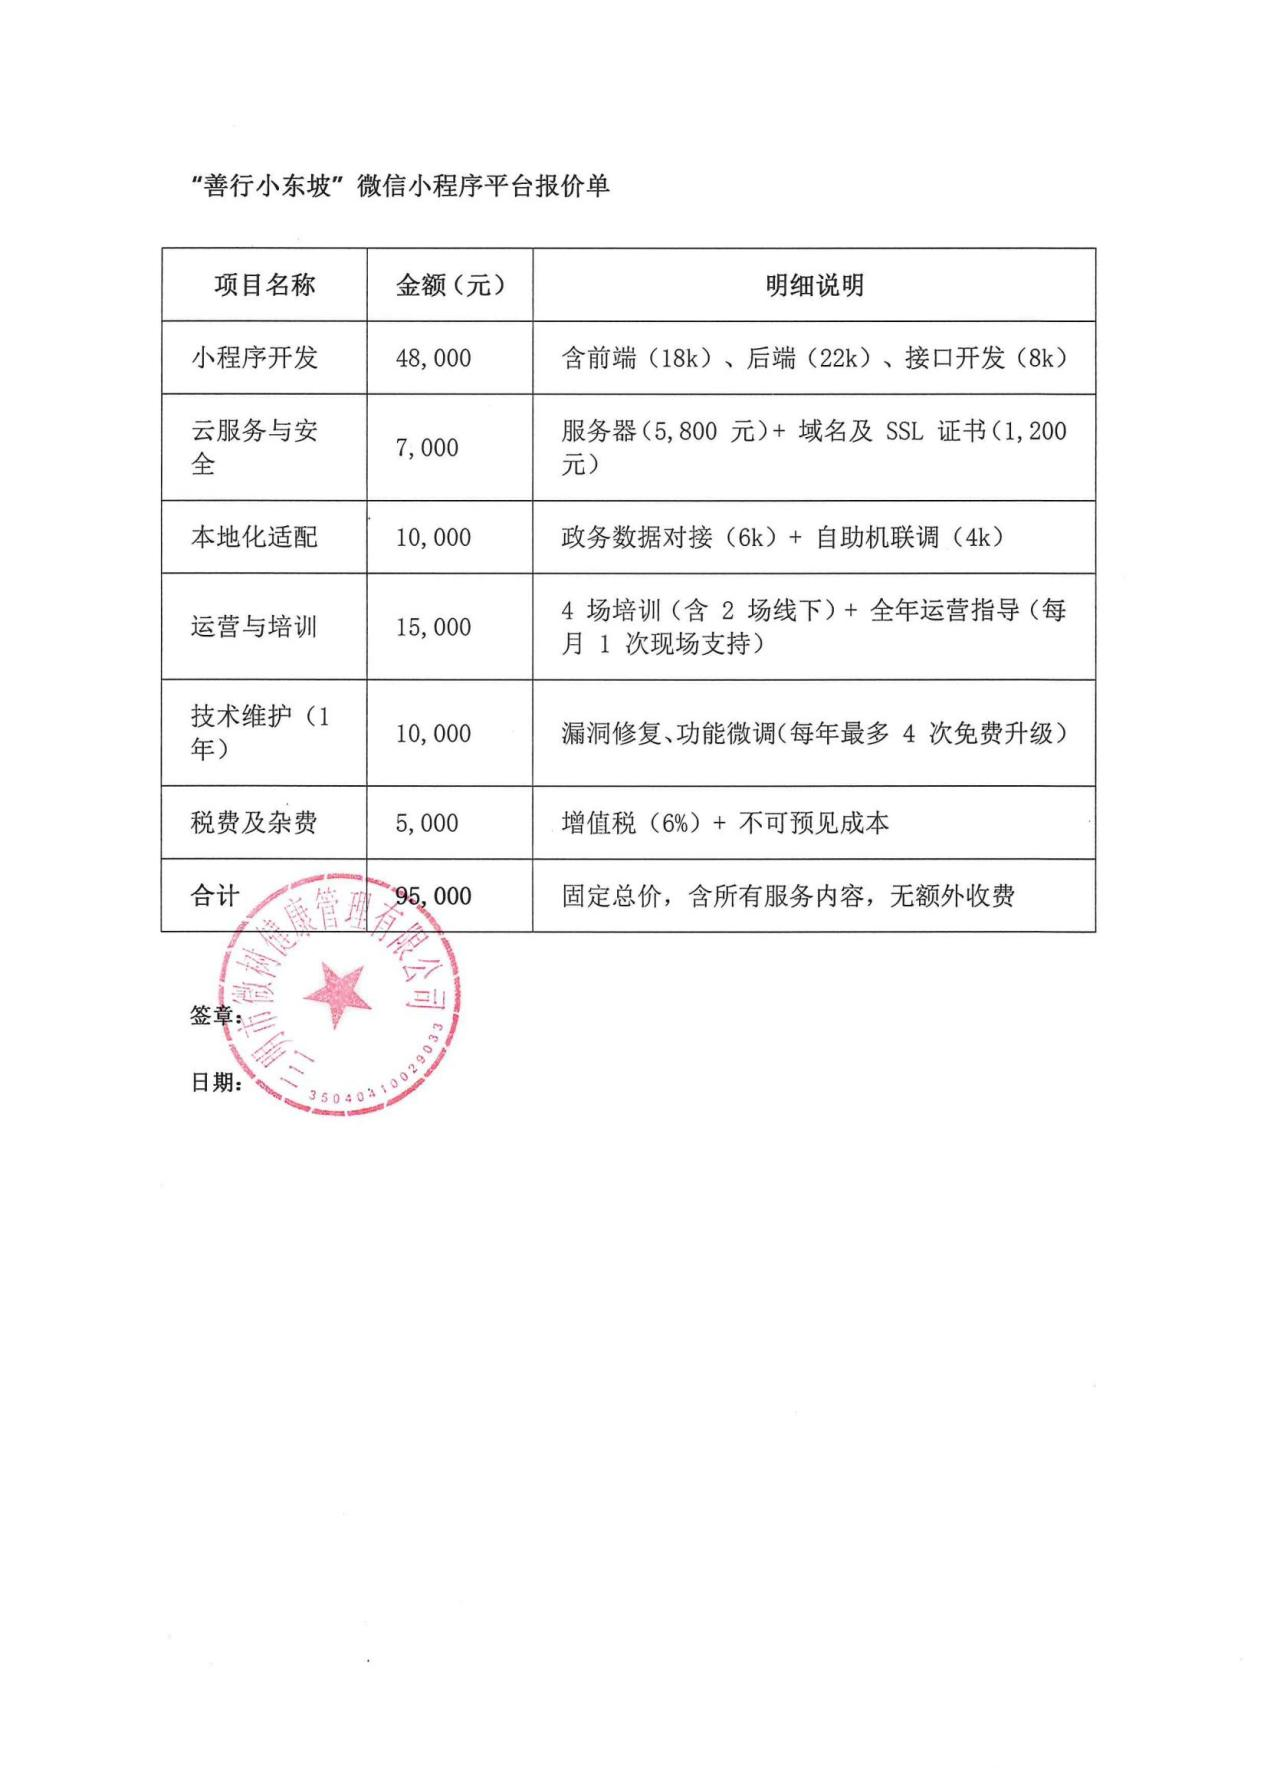 “善行小东坡” 微信小程序平台报价单
项目名称 金额（元） 明细说明
小程序开发 48,000 含前端（18k）、后端（22k）、接口开发（8k）
云服务与安
全
7,000
服务器(5,800 元)+ 域名及 SSL 证书(1,200
元)
本地化适配 10,000 政务数据对接（6k）+ 自助机联调（4k）
运营与培训 15,000
4 场培训(含 2 场线下)+ 全年运营指导(每
月 1 次现场支持)
技术维护（1
年）
10,000 漏洞修复、功能微调(每年最多 4 次免费升级)
税费及杂费 5,000 增值税（6%）+ 不可预见成本
合计 95,000 固定总价，含所有服务内容，无额外收费
签章：
日期：
三明市微树健康管理有限公司
35040410029033